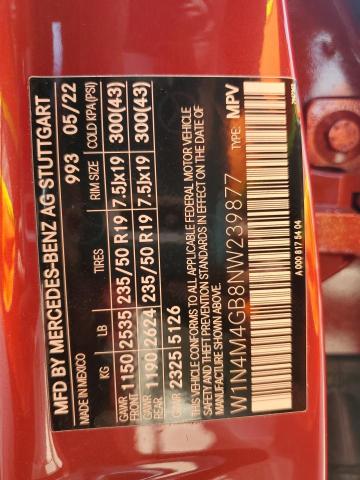 MFD BY MERCEDES-BENZ AG STUTTGART
MADE IN MEXICO 993 05/22
KG LB TIRES RIM SIZE COLD KPA(PSI)
GAWR FRONT 1150 2535 235/50 R19 7.5Jx19 300(43)
GAWR REAR 1190 2624 235/50 R19 7.5Jx19 300(43)
GVWR 2325 5126 THIS VEHICLE CONFORMS TO ALL APPLICABLE FEDERAL MOTOR VEHICLE
SAFETY, THEFT PREVENTION AND BUMPER STANDARDS
IN EFFECT ON THE DATE OF MANUFACTURE SHOWN ABOVE.
W1N4M4GB8NW239877 TYPE: MPV
A 000 817 54 04